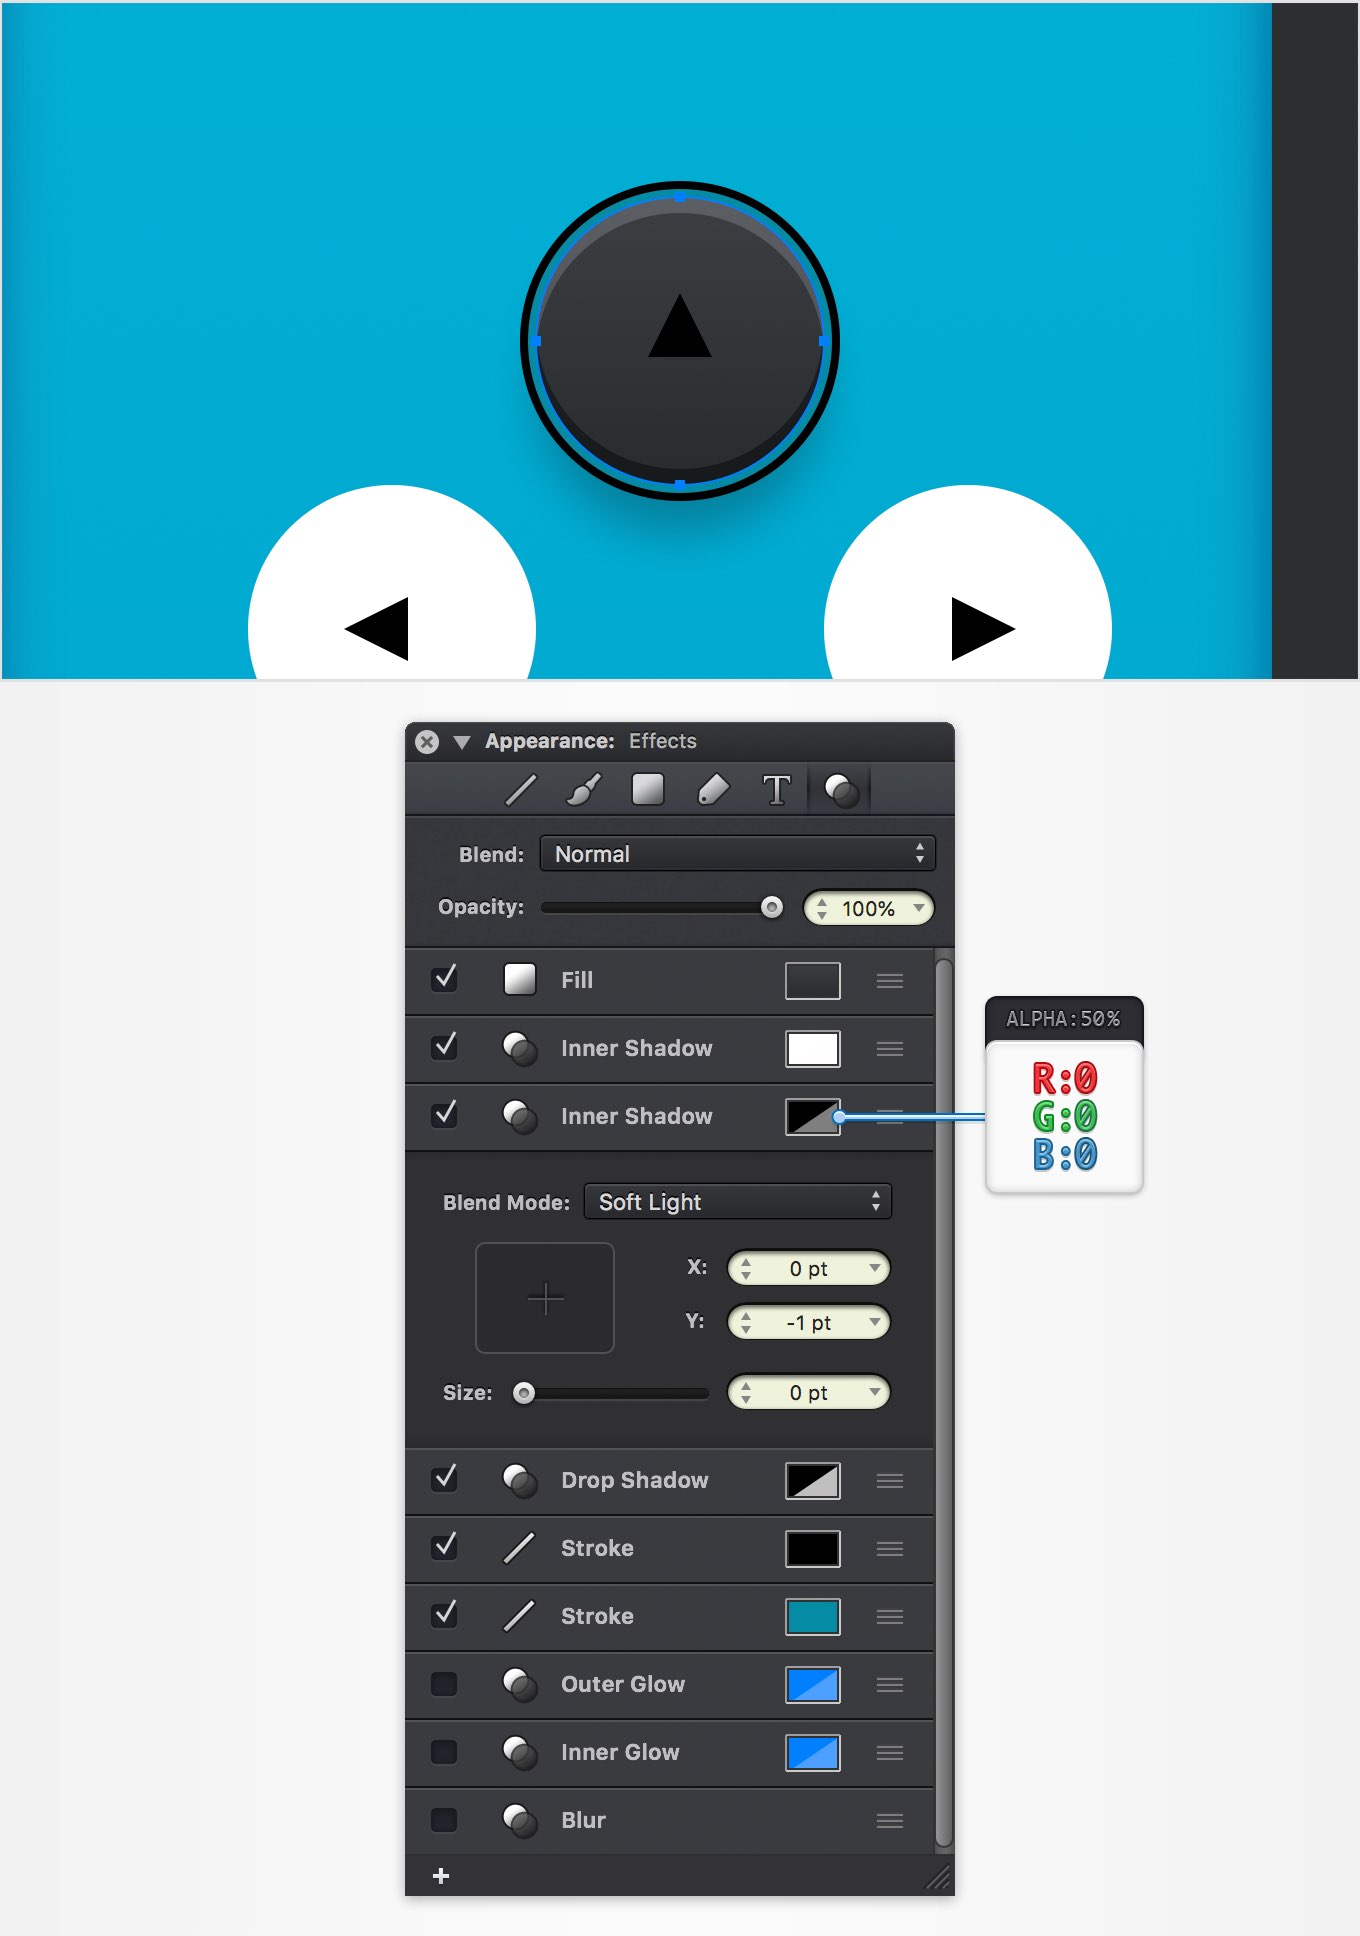 Appearance: Effects
T
Blend: Normal
Opacity: 100%
Fill
Inner Shadow
ALPHA:50%
R:0
G:0
B:0
Inner Shadow
Blend Mode: Soft Light
X: 0 pt
Y: -1 pt
Size: 0 pt
Drop Shadow
Stroke
Stroke
Outer Glow
Inner Glow
Blur